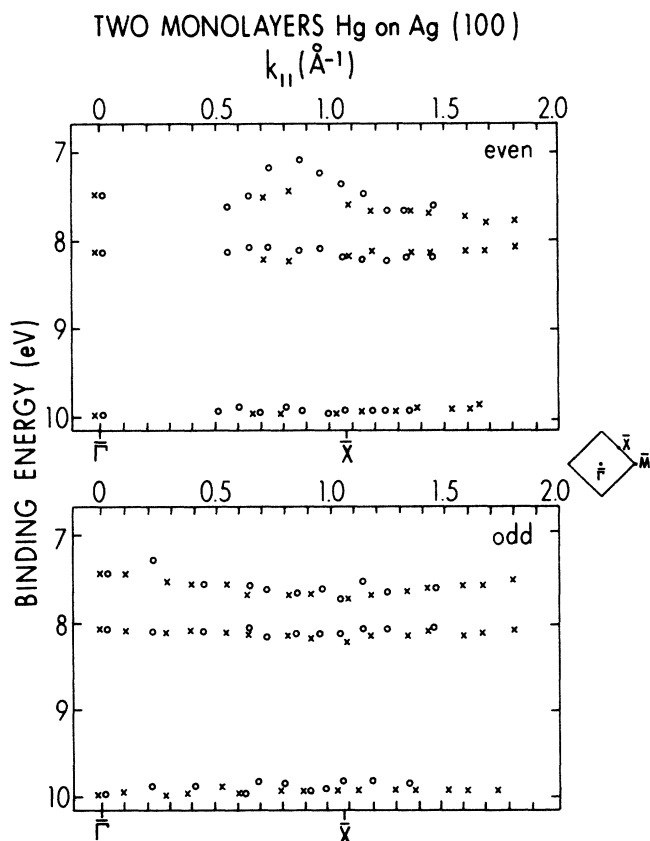 TWO MONOLAYERS Hg on Ag (100)
k|| (Å-1)
0 0.5 1.0 1.5 2.0
even
7
8
9
10
Γ̄ X̄
BINDING ENERGY (eV)
X̄
Γ̄ M̄
0 0.5 1.0 1.5 2.0
odd
7
8
9
10
Γ̄ X̄